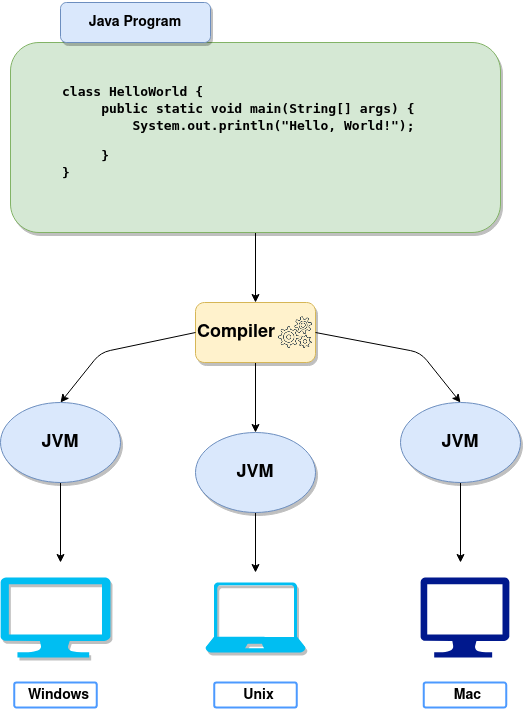 Java Program
class HelloWorld {
public static void main(String[] args) {
System.out.println("Hello, World!");
}
}
Compiler
JVM
JVM
JVM
Windows
Unix
Mac